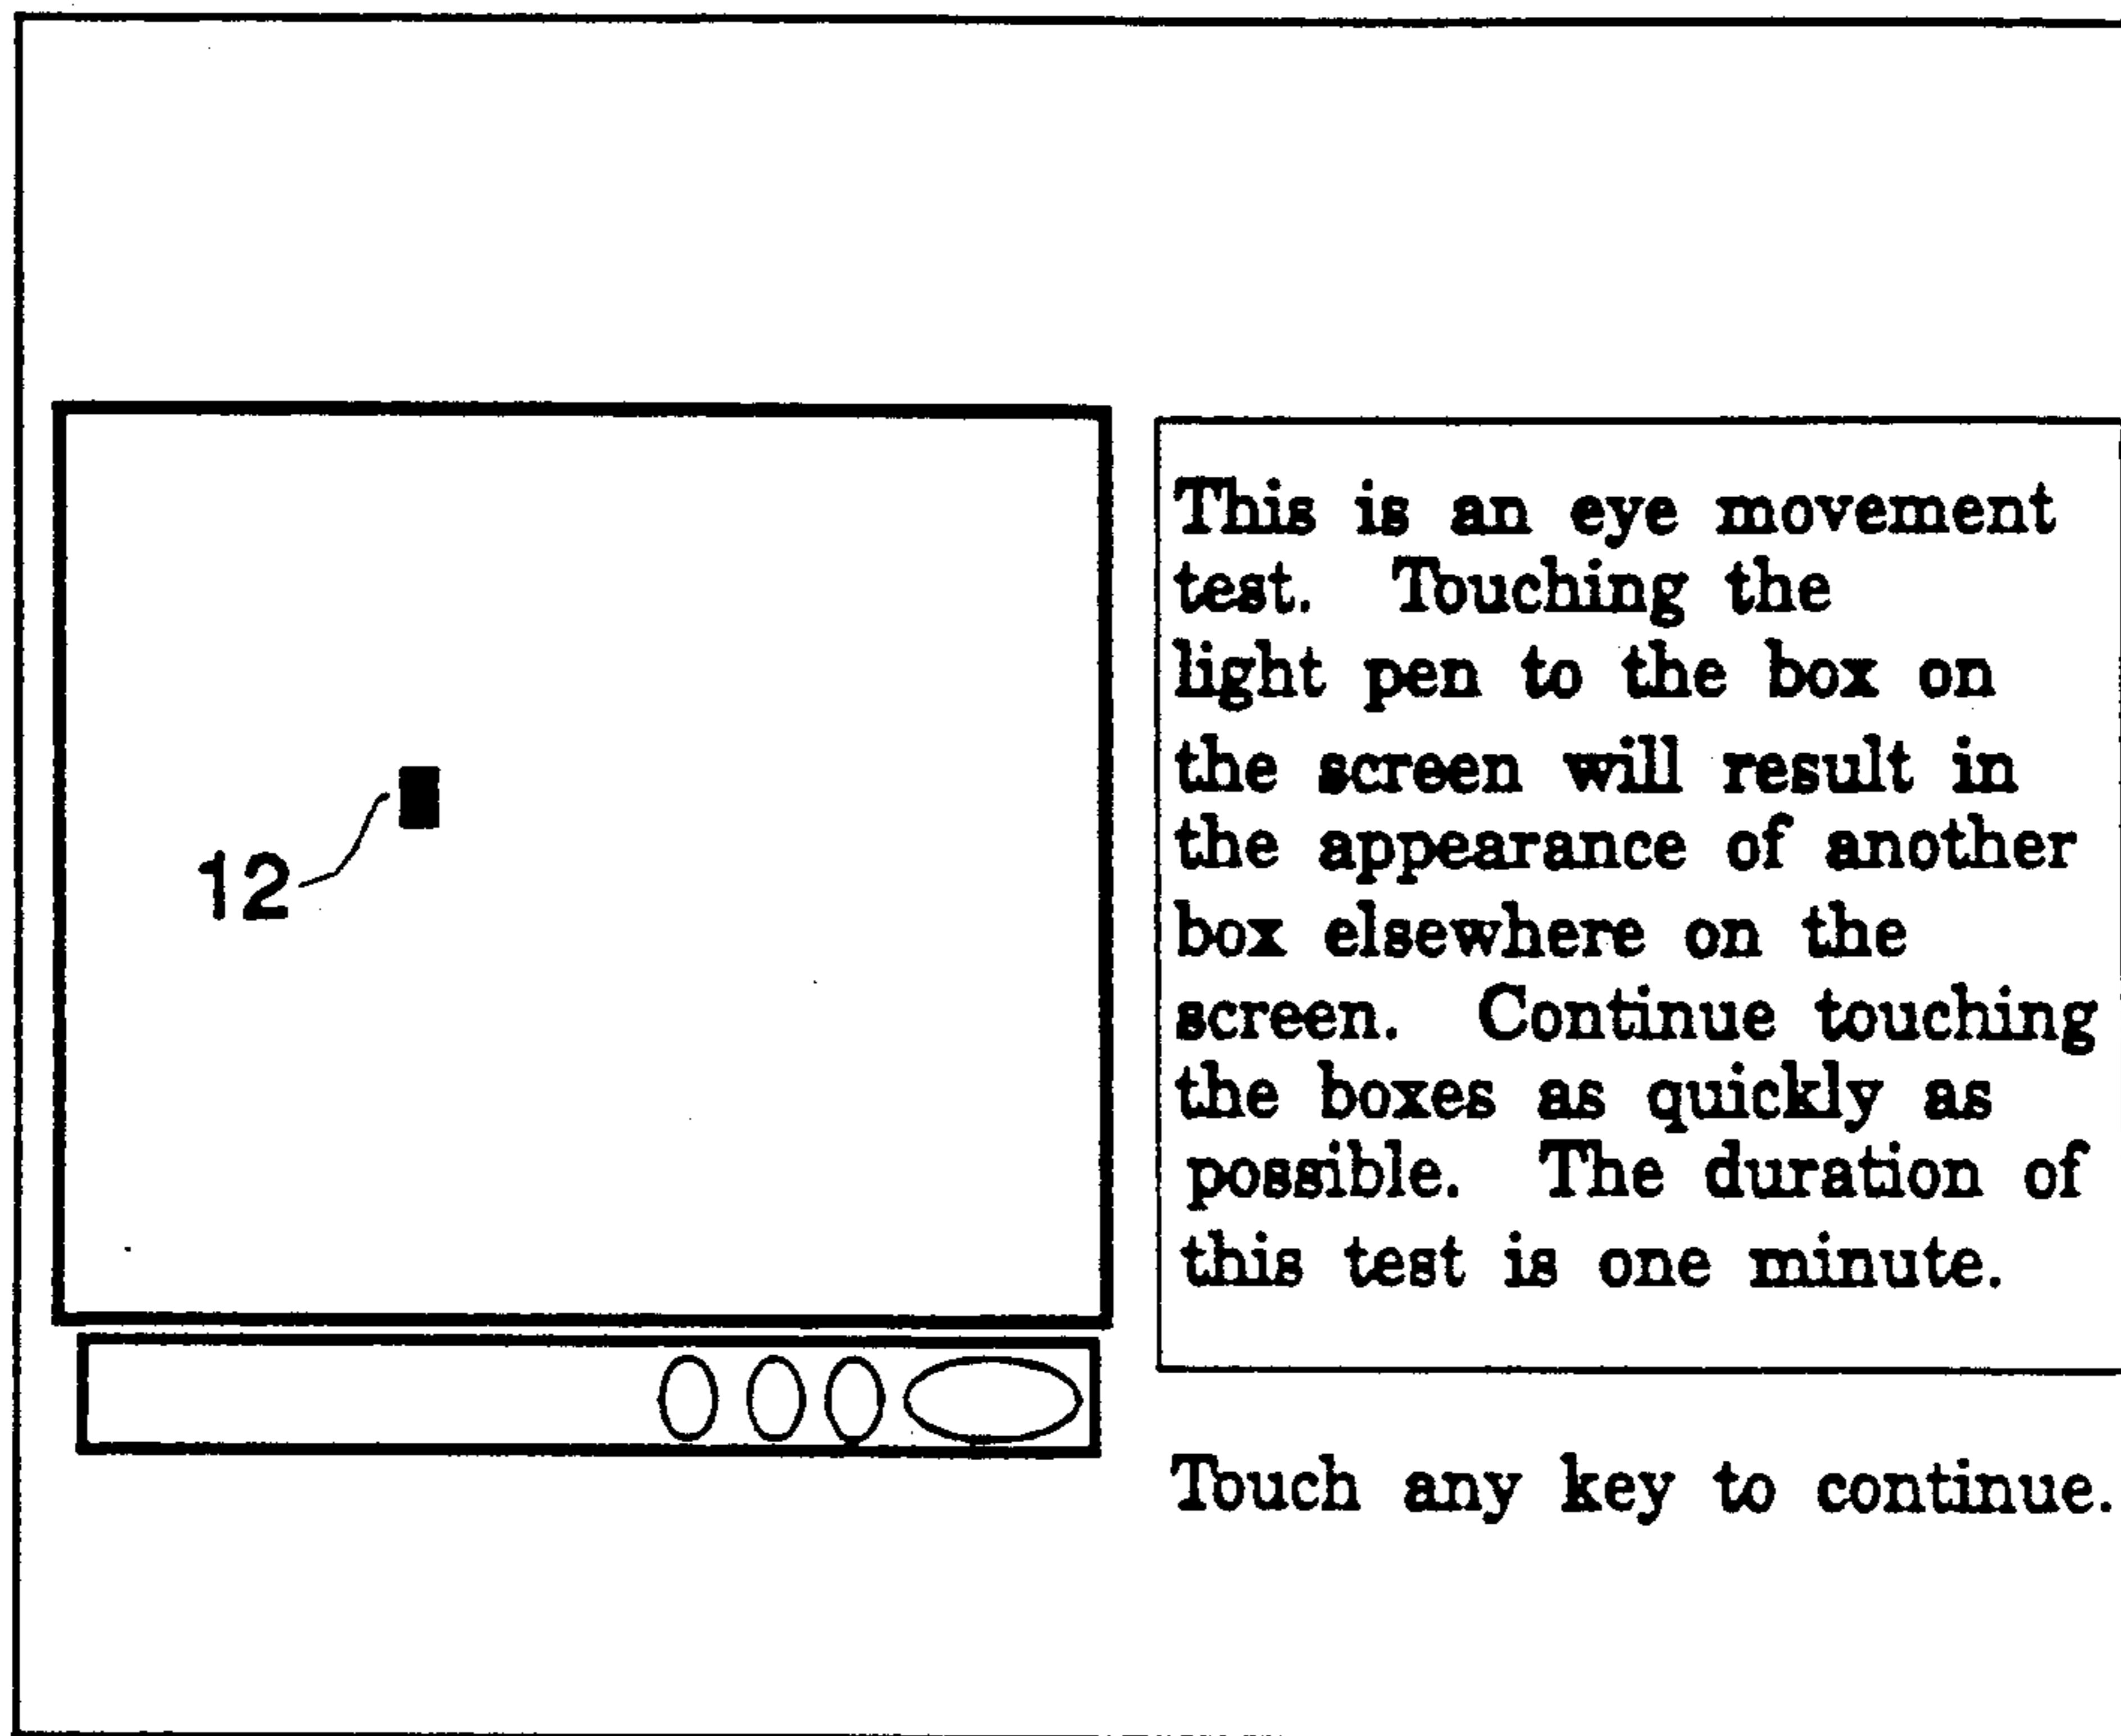 12
This is an eye movement
test. Touching the
light pen to the box on
the screen will result in
the appearance of another
box elsewhere on the
screen. Continue touching
the boxes as quickly as
possible. The duration of
this test is one minute.
Touch any key to continue.